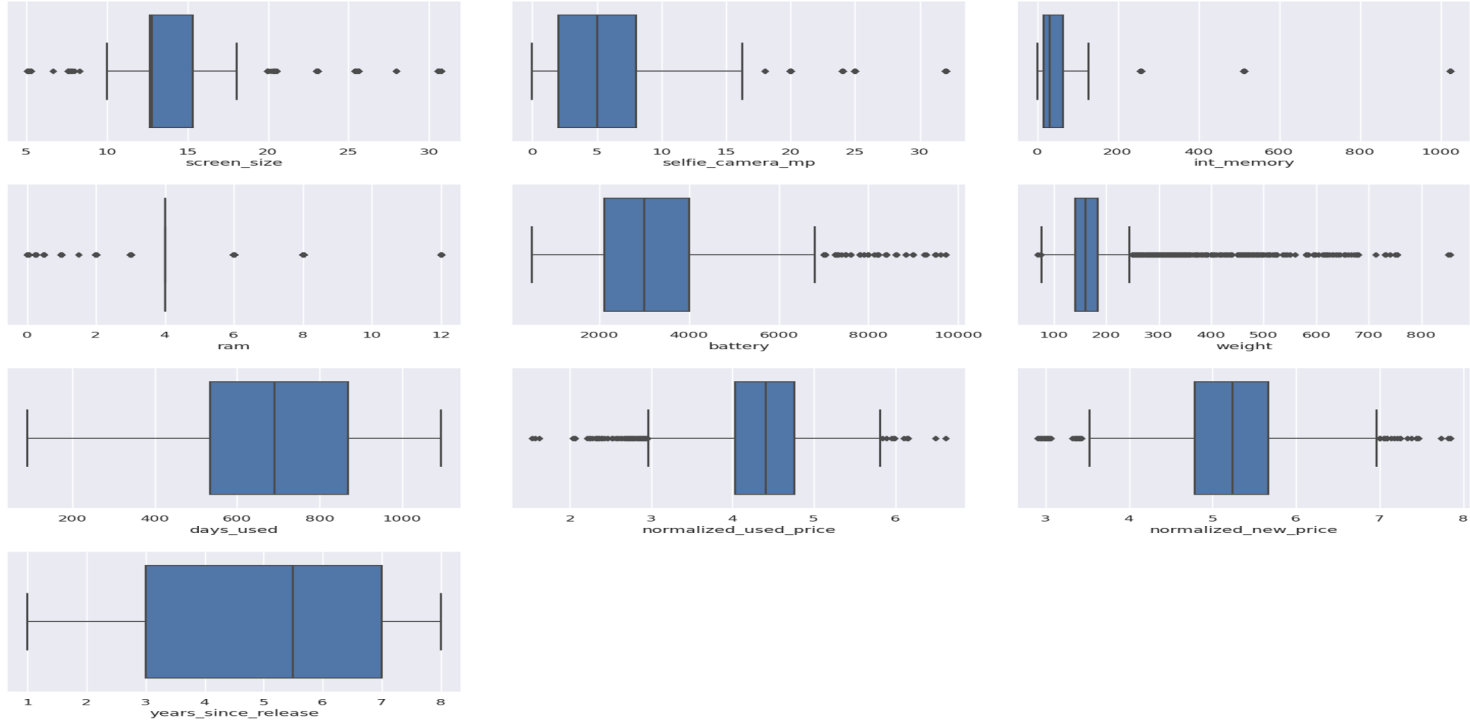 5 10 15 20 25 30
screen_size
0 5 10 15 20 25 30
selfie_camera_mp
0 200 400 600 800 1000
int_memory
0 2 4 6 8 10 12
ram
2000 4000 6000 8000 10000
battery
100 200 300 400 500 600 700 800
weight
200 400 600 800 1000
days_used
2 3 4 5 6
normalized_used_price
3 4 5 6 7 8
normalized_new_price
1 2 3 4 5 6 7 8
years_since_release